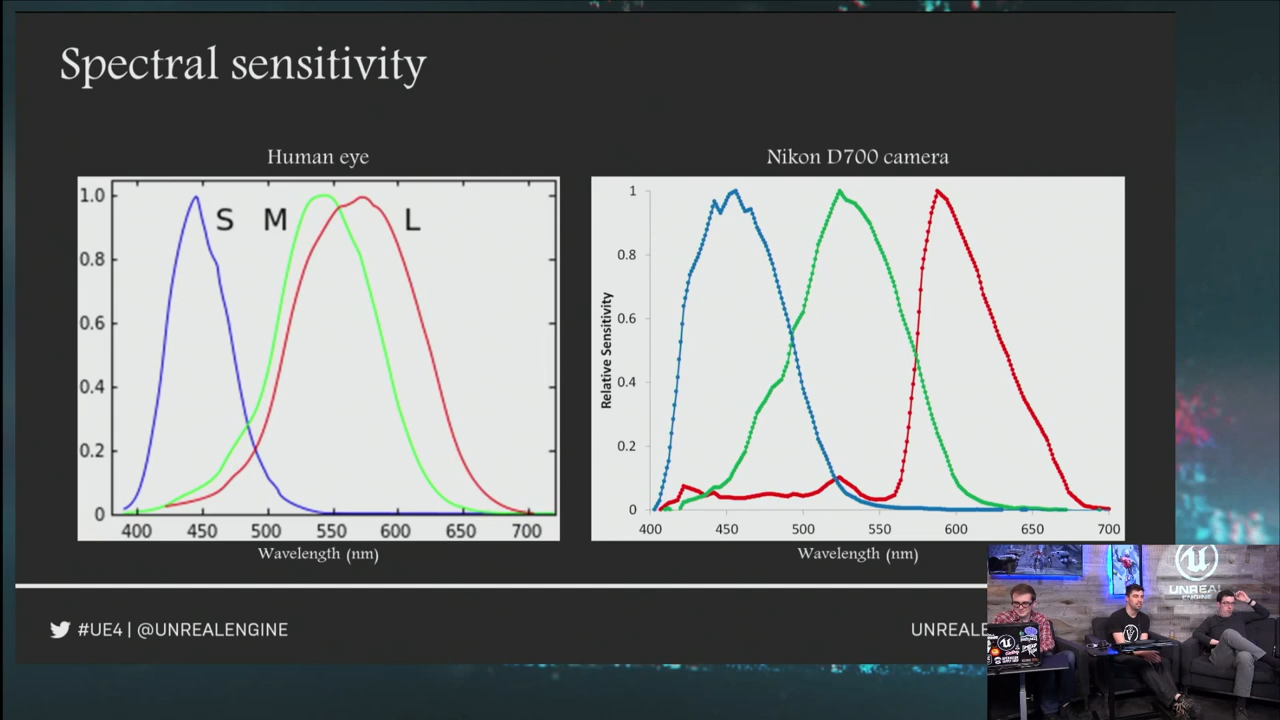 Spectral sensitivity
Human eye
1.0
0.8
0.6
0.4
0.2
0
S M L
400 450 500 550 600 650 700
Wavelength (nm)
Nikon D700 camera
Relative Sensitivity
1
0.8
0.6
0.4
0.2
0
400 450 500 550 600 650 700
Wavelength (nm)
#UE4 | @UNREALENGINE
UNREALE
UNREAL
ENGINE